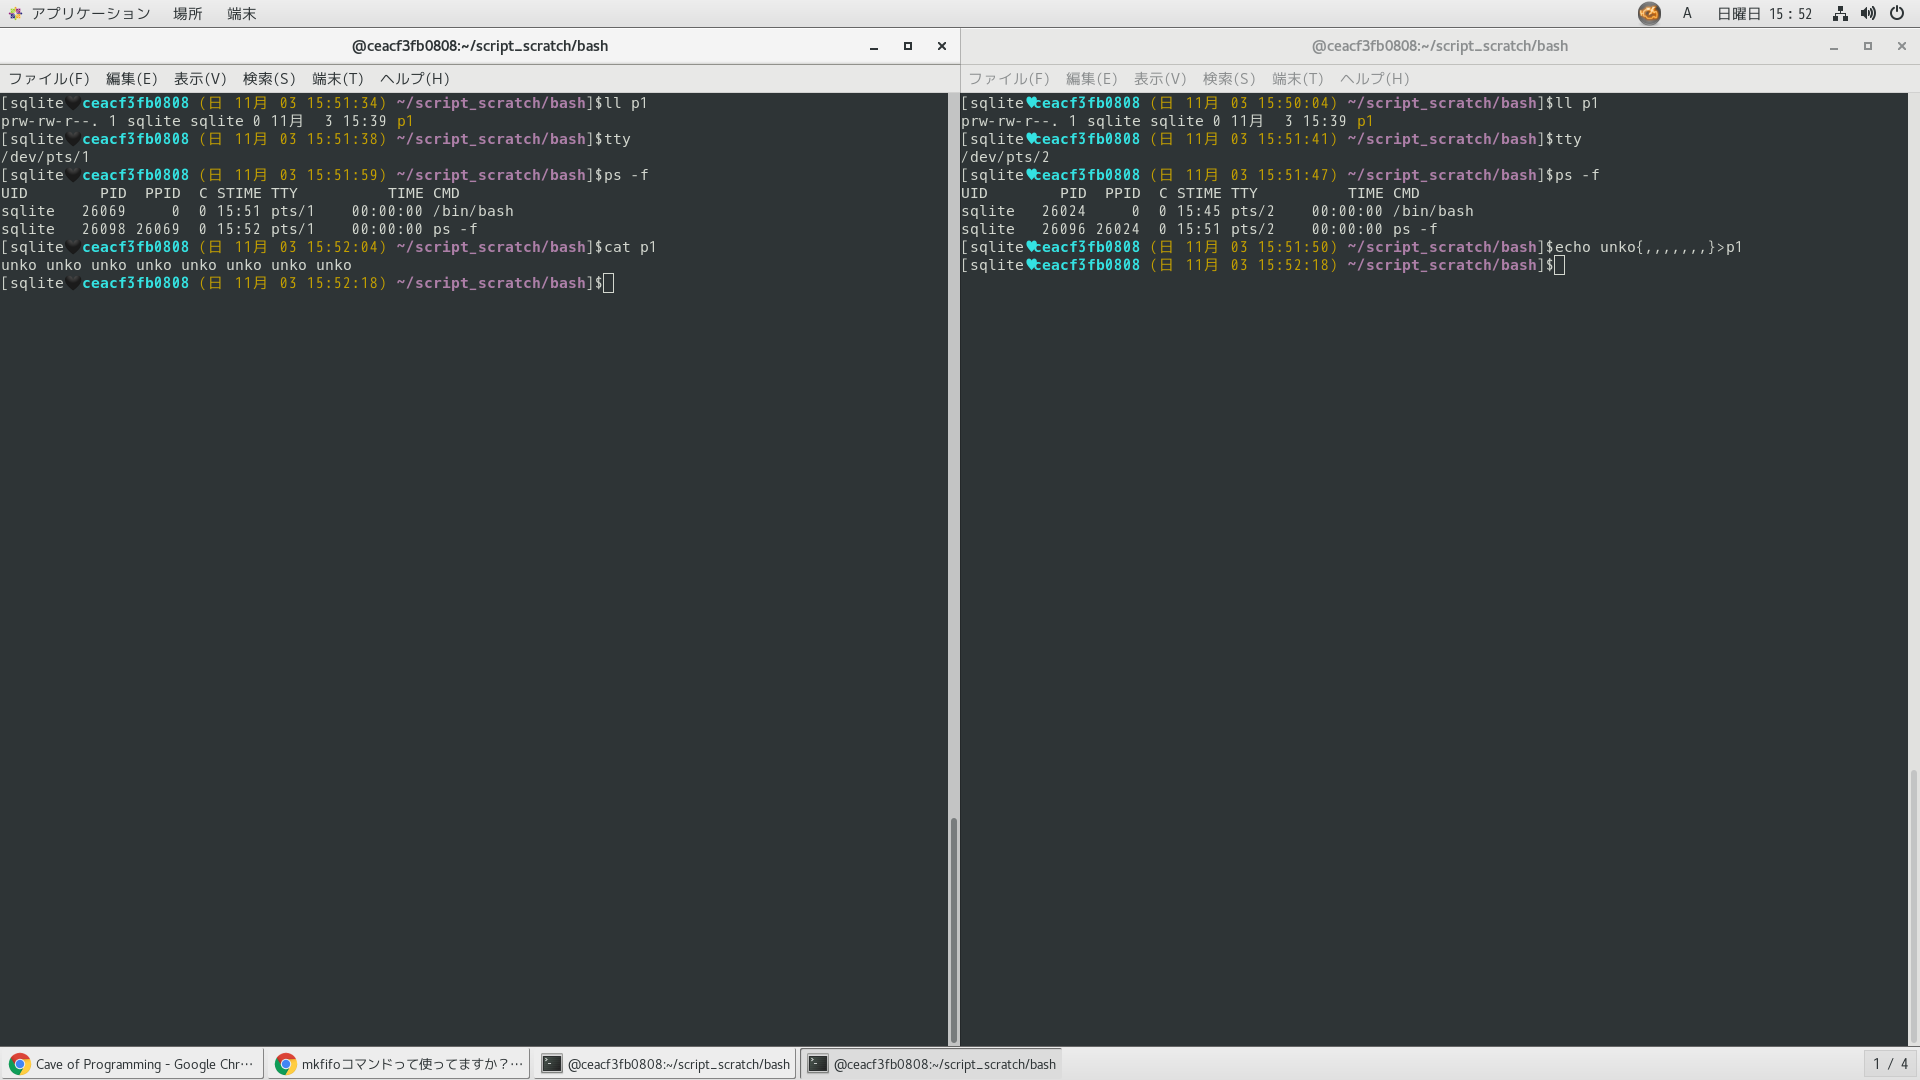 アプリケーション 場所 端末
A 日曜日 15:52
@ceacf3fb0808:~/script_scratch/bash
ファイル(F) 編集(E) 表示(V) 検索(S) 端末(T) ヘルプ(H)
[sqlite🖤ceacf3fb0808 (日 11月 03 15:51:34) ~/script_scratch/bash]$ll p1
prw-rw-r--. 1 sqlite sqlite 0 11月  3 15:39 p1
[sqlite🖤ceacf3fb0808 (日 11月 03 15:51:38) ~/script_scratch/bash]$tty
/dev/pts/1
[sqlite🖤ceacf3fb0808 (日 11月 03 15:51:59) ~/script_scratch/bash]$ps -f
UID        PID  PPID  C STIME TTY          TIME CMD
sqlite   26069     0  0 15:51 pts/1    00:00:00 /bin/bash
sqlite   26098 26069  0 15:52 pts/1    00:00:00 ps -f
[sqlite🖤ceacf3fb0808 (日 11月 03 15:52:04) ~/script_scratch/bash]$cat p1
unko unko unko unko unko unko unko unko
[sqlite🖤ceacf3fb0808 (日 11月 03 15:52:18) ~/script_scratch/bash]$
@ceacf3fb0808:~/script_scratch/bash
ファイル(F) 編集(E) 表示(V) 検索(S) 端末(T) ヘルプ(H)
[sqlite♥ceacf3fb0808 (日 11月 03 15:50:04) ~/script_scratch/bash]$ll p1
prw-rw-r--. 1 sqlite sqlite 0 11月  3 15:39 p1
[sqlite♥ceacf3fb0808 (日 11月 03 15:51:41) ~/script_scratch/bash]$tty
/dev/pts/2
[sqlite♥ceacf3fb0808 (日 11月 03 15:51:47) ~/script_scratch/bash]$ps -f
UID        PID  PPID  C STIME TTY          TIME CMD
sqlite   26024     0  0 15:45 pts/2    00:00:00 /bin/bash
sqlite   26096 26024  0 15:51 pts/2    00:00:00 ps -f
[sqlite♥ceacf3fb0808 (日 11月 03 15:51:50) ~/script_scratch/bash]$echo unko{,,,,,,,}>p1
[sqlite♥ceacf3fb0808 (日 11月 03 15:52:18) ~/script_scratch/bash]$
Cave of Programming - Google Chr… mkfifoコマンドって使ってますか？… @ceacf3fb0808:~/script_scratch/bash @ceacf3fb0808:~/script_scratch/bash 1 / 4